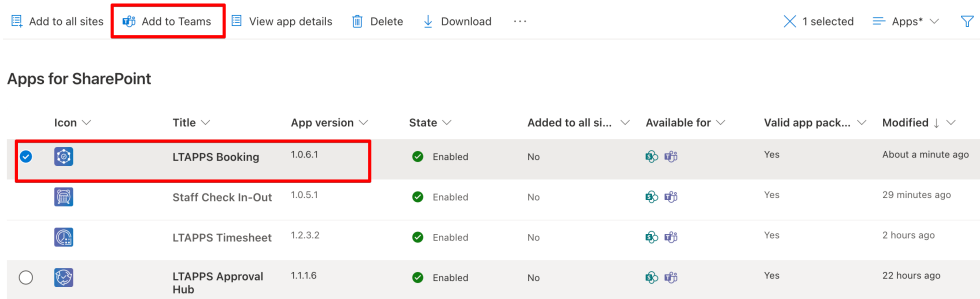 Add to all sites Add to Teams View app details Delete Download ... 1 selected Apps*
Apps for SharePoint
Icon Title App version State Added to all si... Available for Valid app pack... Modified ↓
LTAPPS Booking 1.0.6.1 Enabled No Yes About a minute ago
Staff Check In-Out 1.0.5.1 Enabled No Yes 29 minutes ago
LTAPPS Timesheet 1.2.3.2 Enabled No Yes 2 hours ago
LTAPPS Approval 1.1.1.6 Enabled No Yes 22 hours ago
Hub